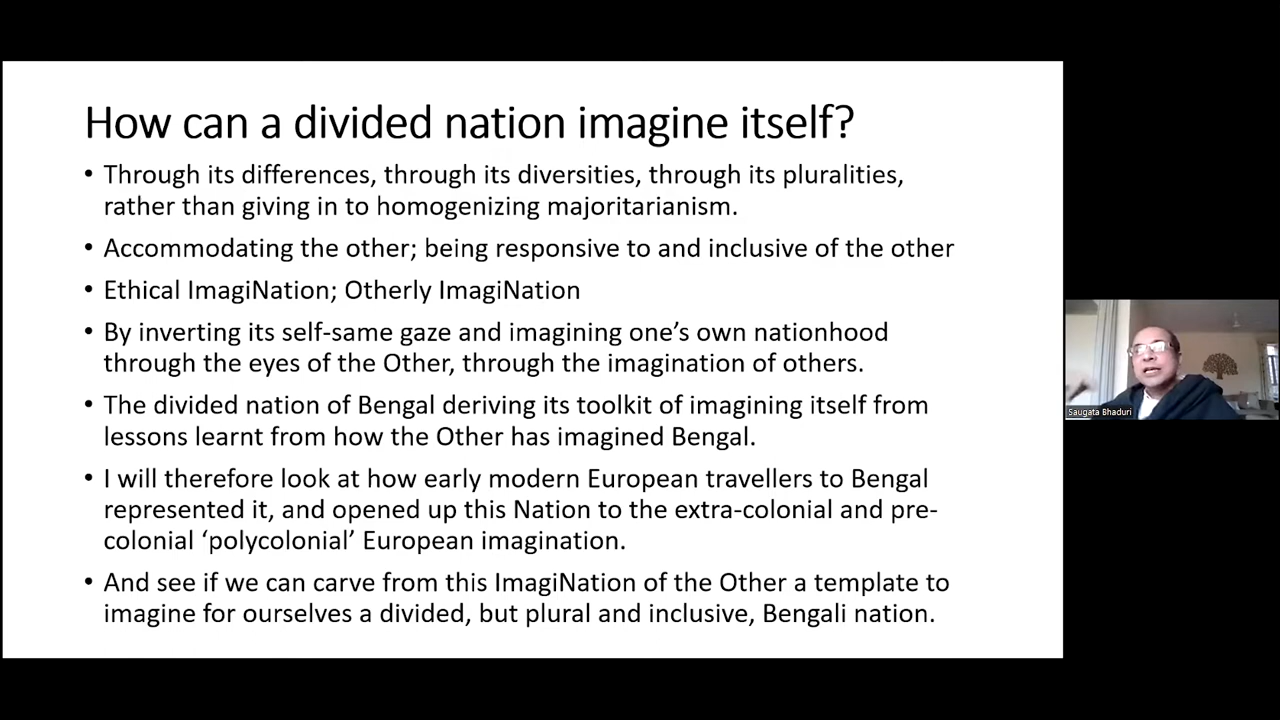 How can a divided nation imagine itself?
• Through its differences, through its diversities, through its pluralities,
rather than giving in to homogenizing majoritarianism.
• Accommodating the other; being responsive to and inclusive of the other
• Ethical ImagiNation; Otherly ImagiNation
• By inverting its self-same gaze and imagining one’s own nationhood
through the eyes of the Other, through the imagination of others.
• The divided nation of Bengal deriving its toolkit of imagining itself from
lessons learnt from how the Other has imagined Bengal.
• I will therefore look at how early modern European travellers to Bengal
represented it, and opened up this Nation to the extra-colonial and pre-
colonial ‘polycolonial’ European imagination.
• And see if we can carve from this ImagiNation of the Other a template to
imagine for ourselves a divided, but plural and inclusive, Bengali nation.
Saugata Bhaduri